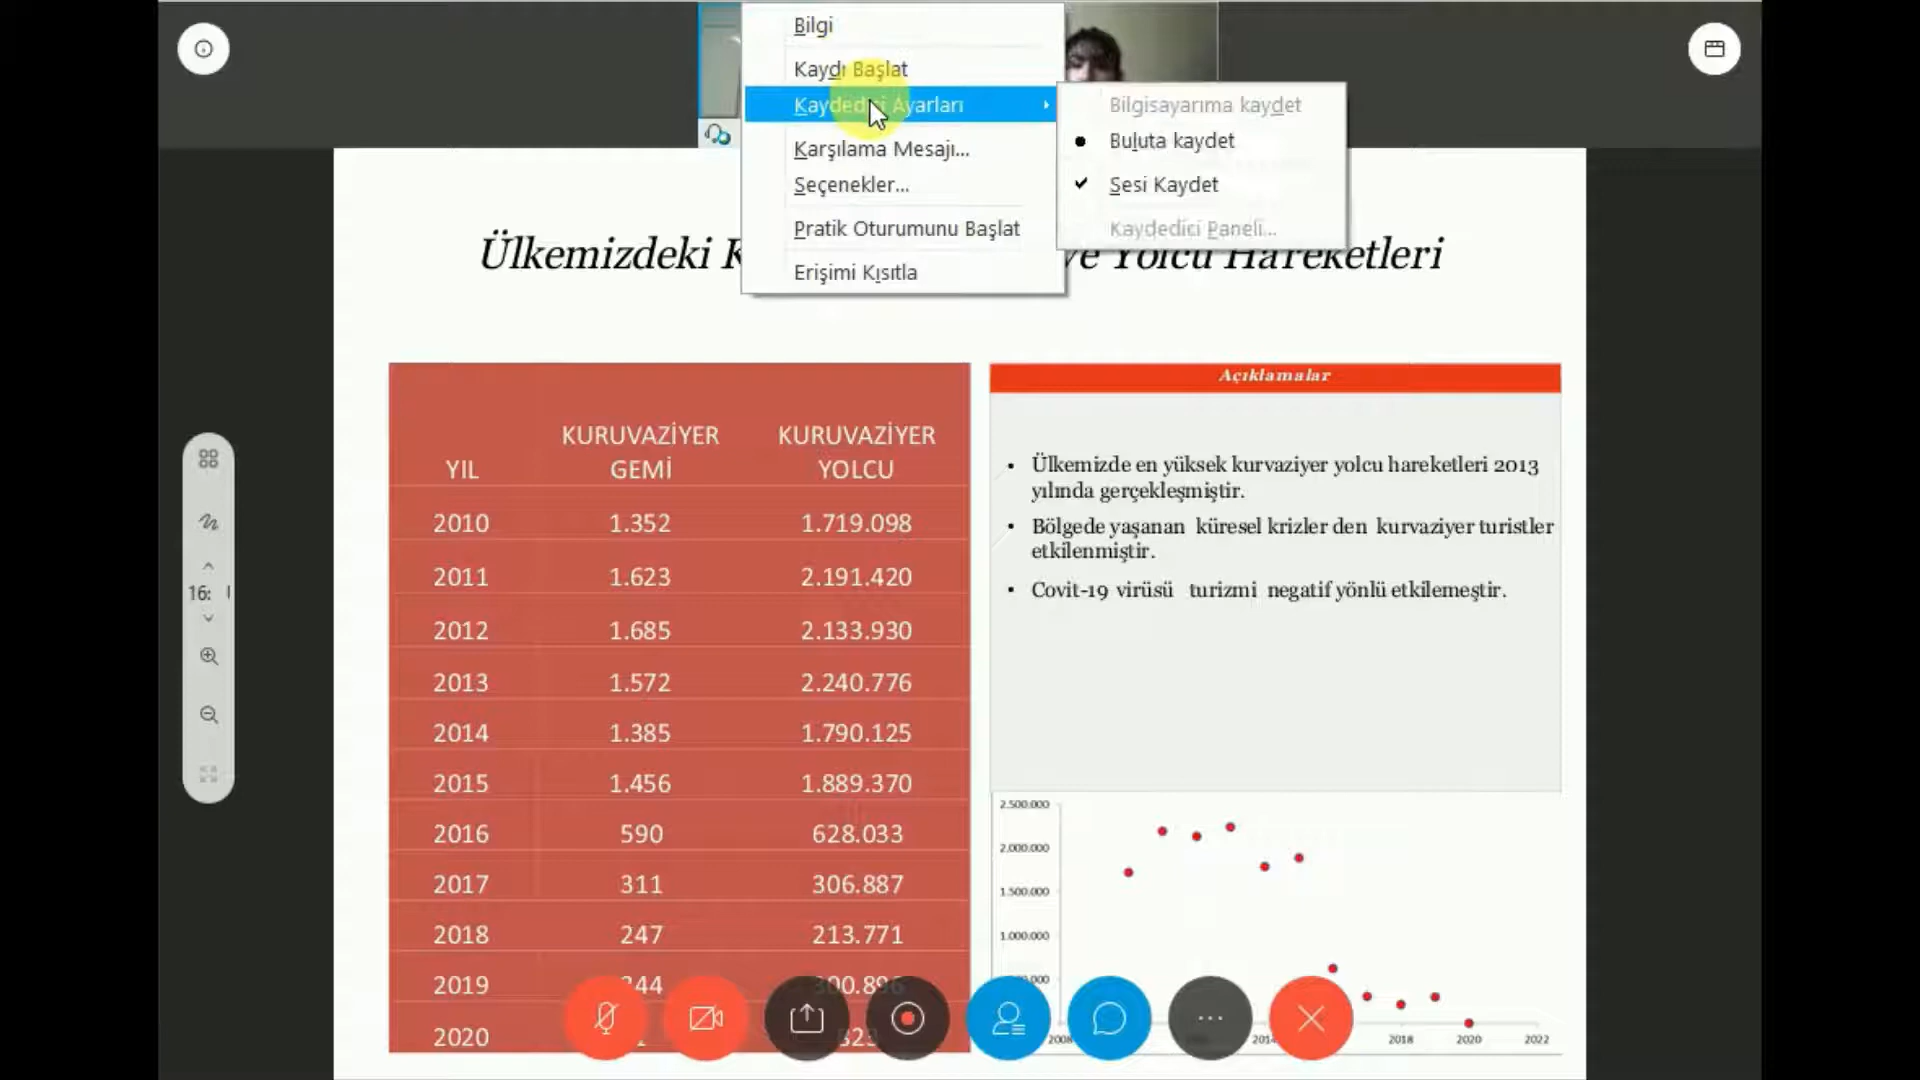 Bilgi
Kaydı Başlat
Kaydedici Ayarları
Karşılama Mesajı...
Seçenekler...
Pratik Oturumunu Başlat
Erişimi Kısıtla
Bilgisayarıma kaydet
Buluta kaydet
Sesi Kaydet
Kaydedici Paneli...
Ülkemizdeki ve Yolcu Hareketleri
YIL KURUVAZİYER GEMİ KURUVAZİYER YOLCU
2010 1.352 1.719.098
2011 1.623 2.191.420
2012 1.685 2.133.930
2013 1.572 2.240.776
2014 1.385 1.790.125
2015 1.456 1.889.370
2016 590 628.033
2017 311 306.887
2018 247 213.771
2019
2020
Açıklamalar
• Ülkemizde en yüksek kurvaziyer yolcu hareketleri 2013
yılında gerçekleşmiştir.
• Bölgede yaşanan küresel krizler den kurvaziyer turistler
etkilenmiştir.
• Covit-19 virüsü turizmi negatif yönlü etkilemeştir.
2.500.000
2.000.000
1.500.000
1.000.000
2008 2014 2018 2020 2022
16: